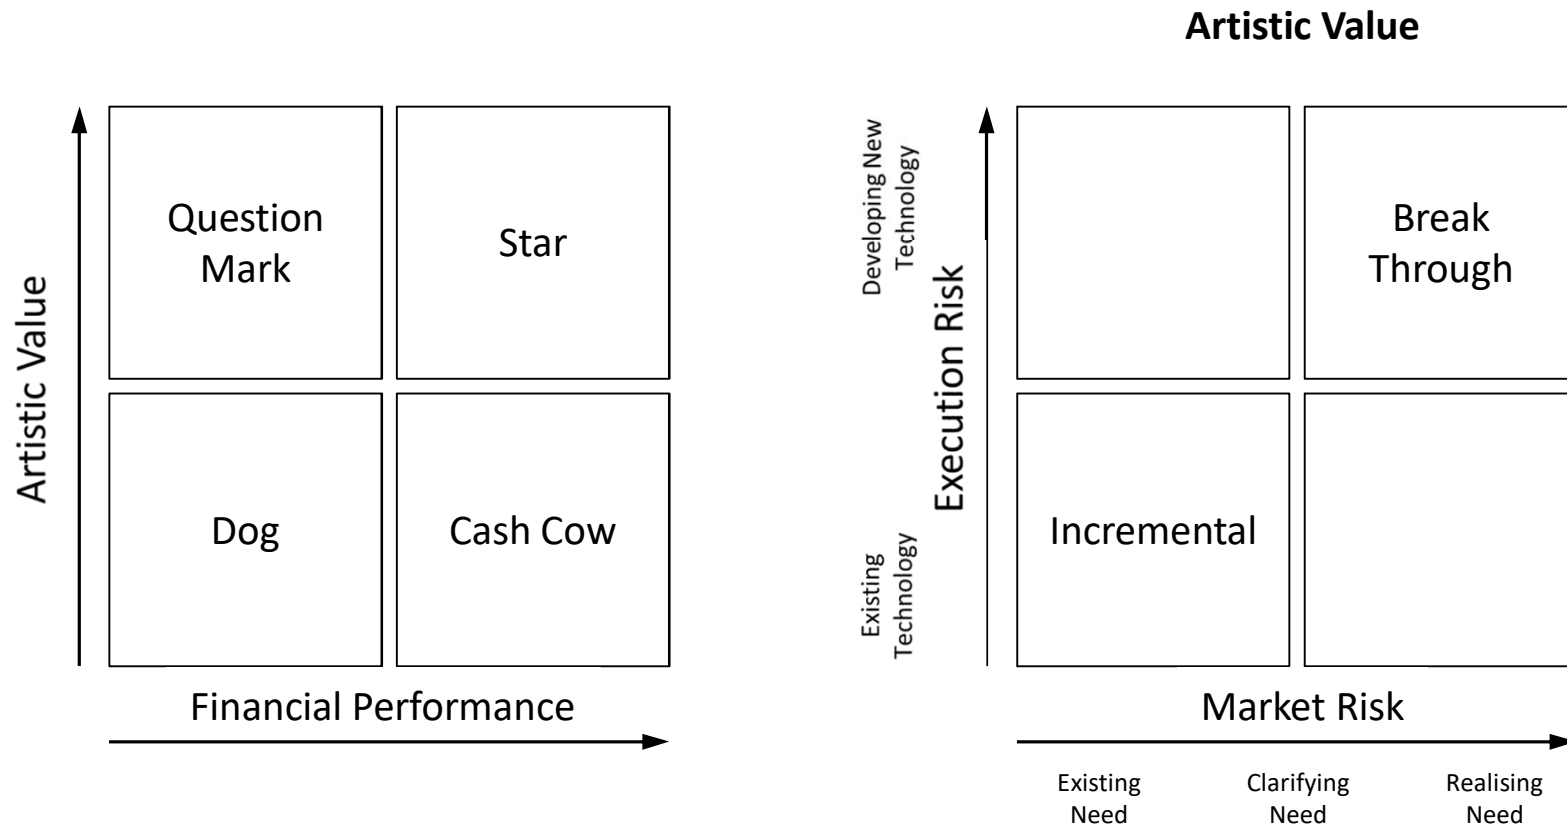 Artistic Value
Question
Mark
Star
Dog
Cash Cow
Artistic Value
Financial Performance
Developing New
Technology
Existing
Technology
Execution Risk
Break
Through
Incremental
Market Risk
Existing
Need
Clarifying
Need
Realising
Need